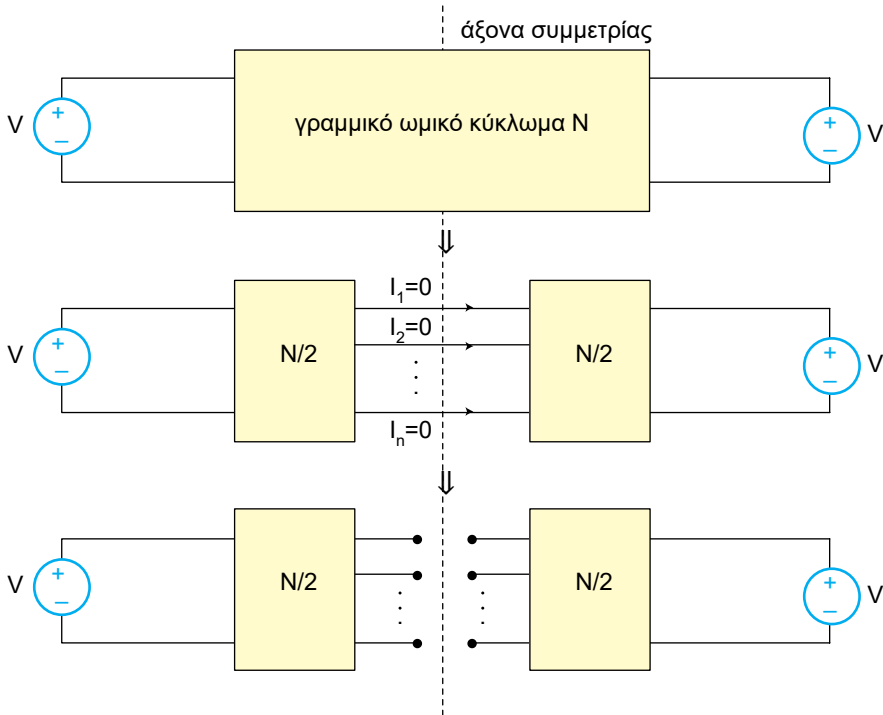 άξονα συμμετρίας
V + − γραμμικό ωμικό κύκλωμα N + − V
⇓
I₁=0
I₂=0
V + − N/2 N/2 + − V
Iₙ=0
⇓
V + − N/2 N/2 + − V